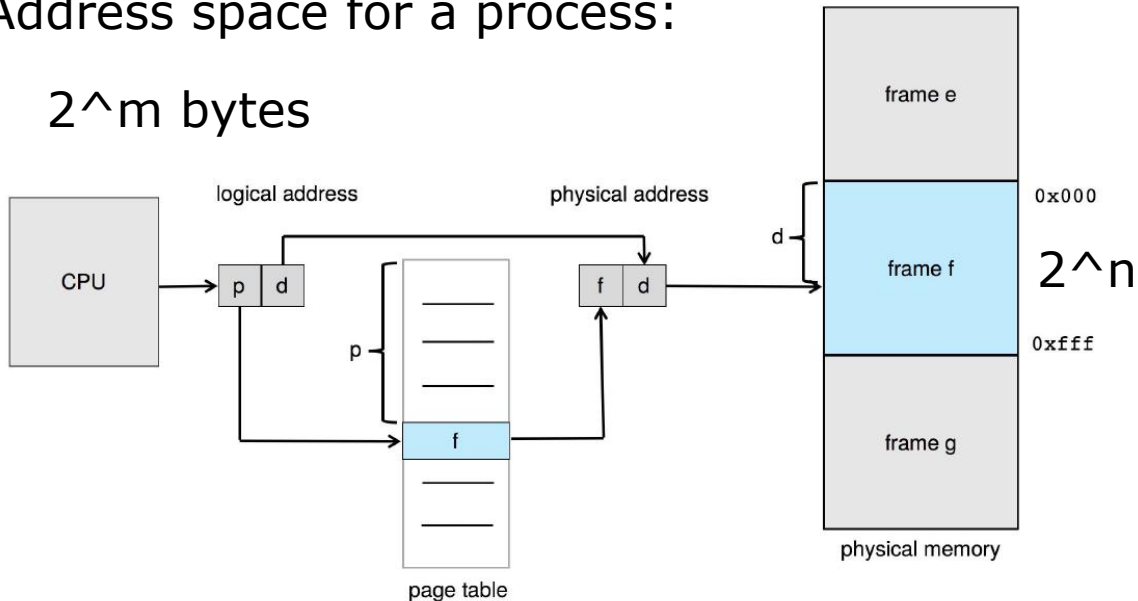 Address space for a process:
2^m bytes
logical address
physical address
CPU
p d
f d
p
f
page table
frame e
d
frame f
frame g
0x000
2^n
0xfff
physical memory